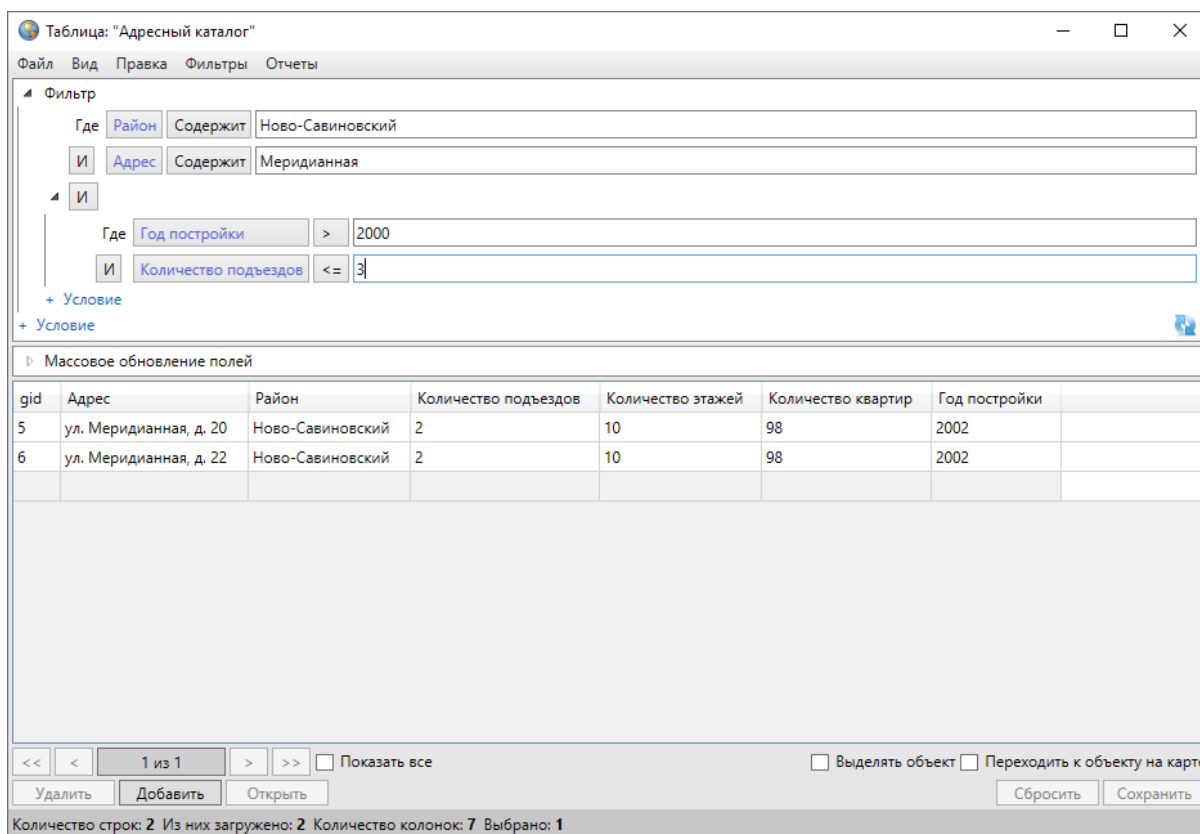 Таблица: "Адресный каталог"
Файл Вид Правка Фильтры Отчеты
Фильтр
Где Район Содержит Ново-Савиновский
И Адрес Содержит Меридианная
И
Где Год постройки > 2000
И Количество подъездов <= 3
+ Условие
+ Условие
Массовое обновление полей
gid Адрес Район Количество подъездов Количество этажей Количество квартир Год постройки
5 ул. Меридианная, д. 20 Ново-Савиновский 2 10 98 2002
6 ул. Меридианная, д. 22 Ново-Савиновский 2 10 98 2002
<< < 1 из 1 > >> Показать все Выделять объект Переходить к объекту на карт
Удалить Добавить Открыть Сбросить Сохранить
Количество строк: 2 Из них загружено: 2 Количество колонок: 7 Выбрано: 1